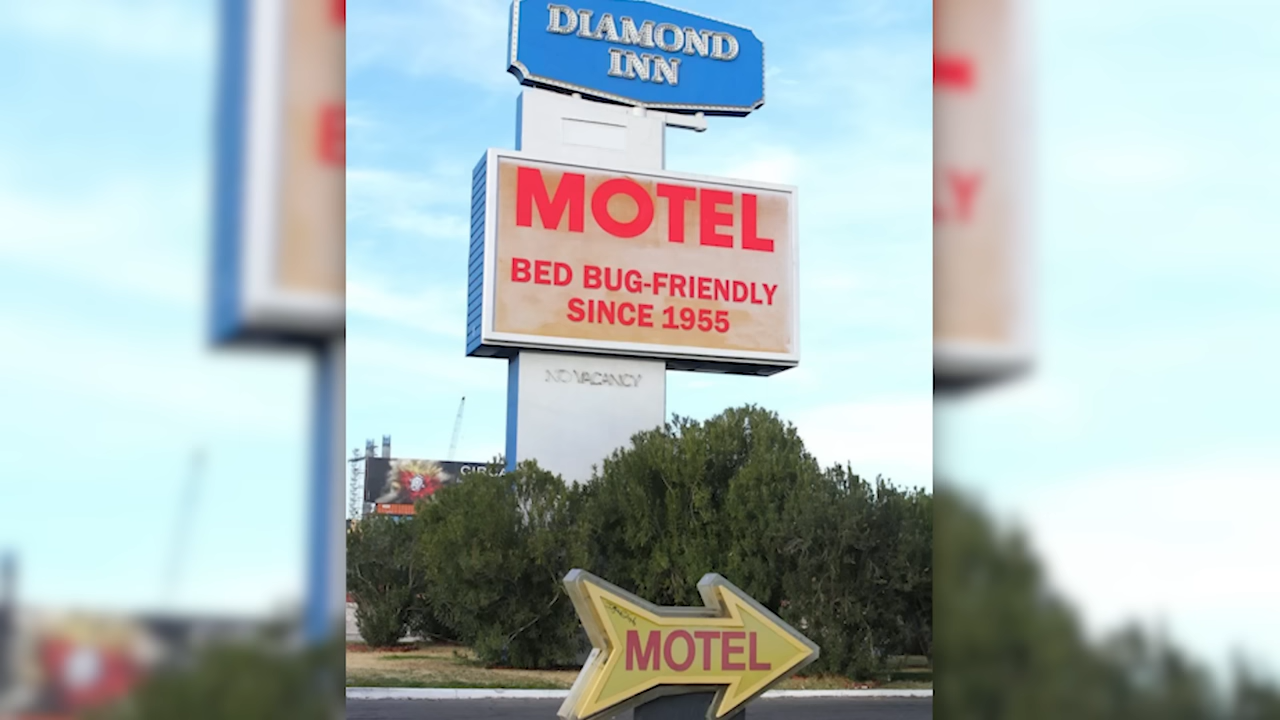 DIAMOND
INN
MOTEL
BED BUG-FRIENDLY
SINCE 1955
NO VACANCY
MOTEL